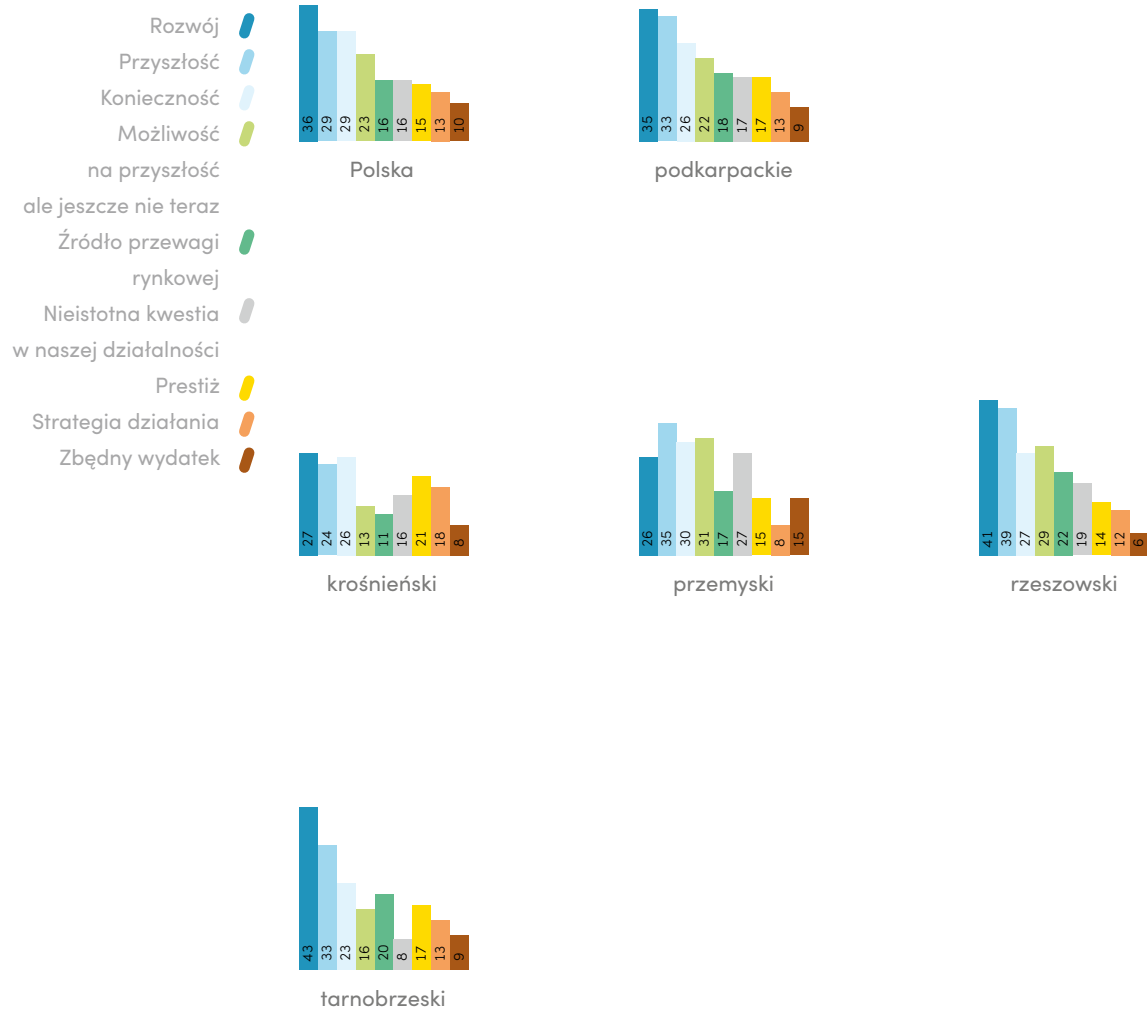 Rozwój
Przyszłość
Konieczność
Możliwość
na przyszłość
ale jeszcze nie teraz
Źródło przewagi
rynkowej
Nieistotna kwestia
w naszej działalności
Prestiż
Strategia działania
Zbędny wydatek
36 29 29 23 16 16 15 13 10
Polska
35 33 26 22 18 17 17 13 9
podkarpackie
27 24 26 13 11 16 21 18 8
krośnieński
26 35 30 31 17 27 15 8 15
przemyski
41 39 27 29 22 19 14 12 6
rzeszowski
43 33 23 16 20 8 17 13 9
tarnobrzeski